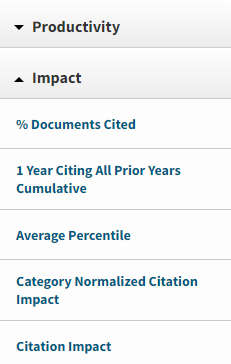 Productivity
Impact
% Documents Cited
1 Year Citing All Prior Years
Cumulative
Average Percentile
Category Normalized Citation
Impact
Citation Impact